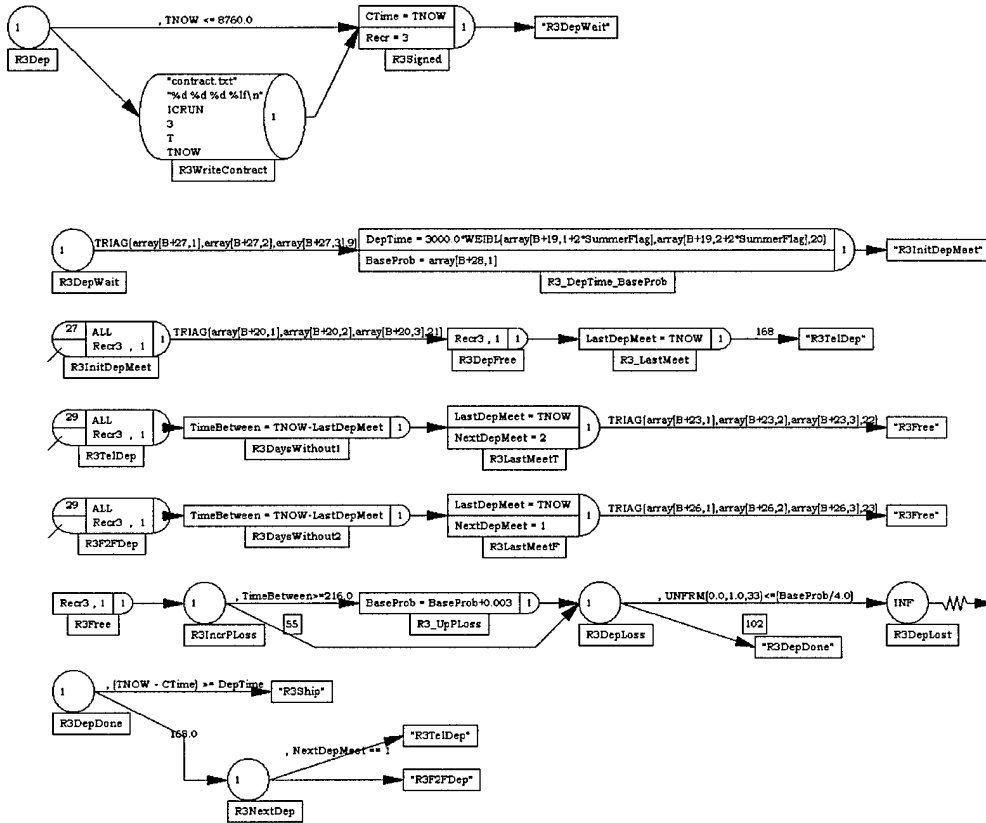 1
R3Dep
, TNOW <= 8760.0
CTime = TNOW
Recr = 3
1
R3Signed
"R3DepWait"
"contract.txt"
"%d %d %d %lf\n"
ICRUN
3
T
TNOW
1
R3WriteContract
1
R3DepWait
TRIAG(array[B+27,1],array[B+27,2],array[B+27,3],9)
DepTime = 3000.0*WEIBL(array[B+19,1+2*SummerFlag],array[B+19,2+2*SummerFlag],20)
BaseProb = array[B+28,1]
1
R3_DepTime_BaseProb
"R3InitDepMeet"
27
ALL
Recr3 , 1
1
R3InitDepMeet
TRIAG(array[B+20,1],array[B+20,2],array[B+20,3],21)
Recr3 , 1
1
R3DepFree
LastDepMeet = TNOW
1
R3_LastMeet
168
"R3TelDep"
29
ALL
Recr3 , 1
1
R3TelDep
TimeBetween = TNOW-LastDepMeet
1
R3DaysWithout1
LastDepMeet = TNOW
NextDepMeet = 2
1
R3LastMeetT
TRIAG(array[B+23,1],array[B+23,2],array[B+23,3],22)
"R3Free"
29
ALL
Recr3 , 1
1
R3F2FDep
TimeBetween = TNOW-LastDepMeet
1
R3DaysWithout2
LastDepMeet = TNOW
NextDepMeet = 1
1
R3LastMeetF
TRIAG(array[B+26,1],array[B+26,2],array[B+26,3],23)
"R3Free"
Recr3 , 1
1
R3Free
1
R3IncrPLoss
, TimeBetween>=216.0
55
BaseProb = BaseProb+0.003
1
R3_UpPLoss
1
R3DepLoss
, UNFRM(0.0,1.0,33)<=(BaseProb/4.0)
102
"R3DepDone"
INF
R3DepLost
1
R3DepDone
, (TNOW - CTime) >= DepTime
"R3Ship"
168.0
1
R3NextDep
, NextDepMeet == 1
"R3TelDep"
"R3F2FDep"